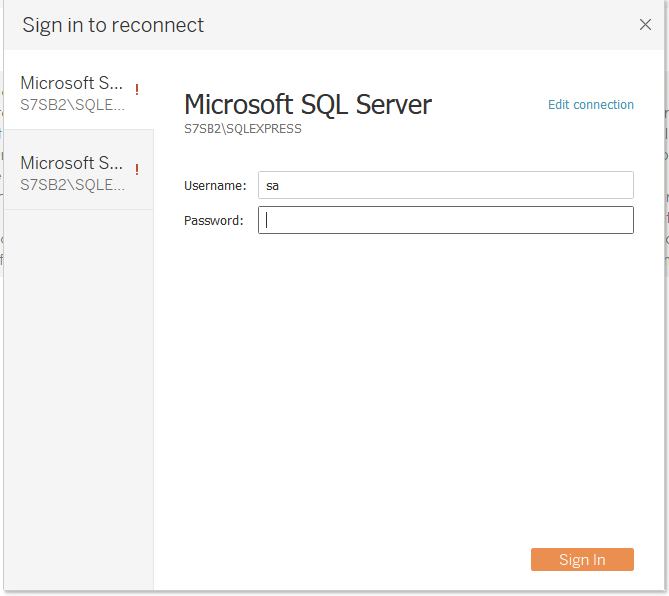 Sign in to reconnect
Microsoft S... !
S7SB2\SQLE...
Microsoft S... !
S7SB2\SQLE...
Microsoft SQL Server
Edit connection
S7SB2\SQLEXPRESS
Username: sa
Password:
Sign In